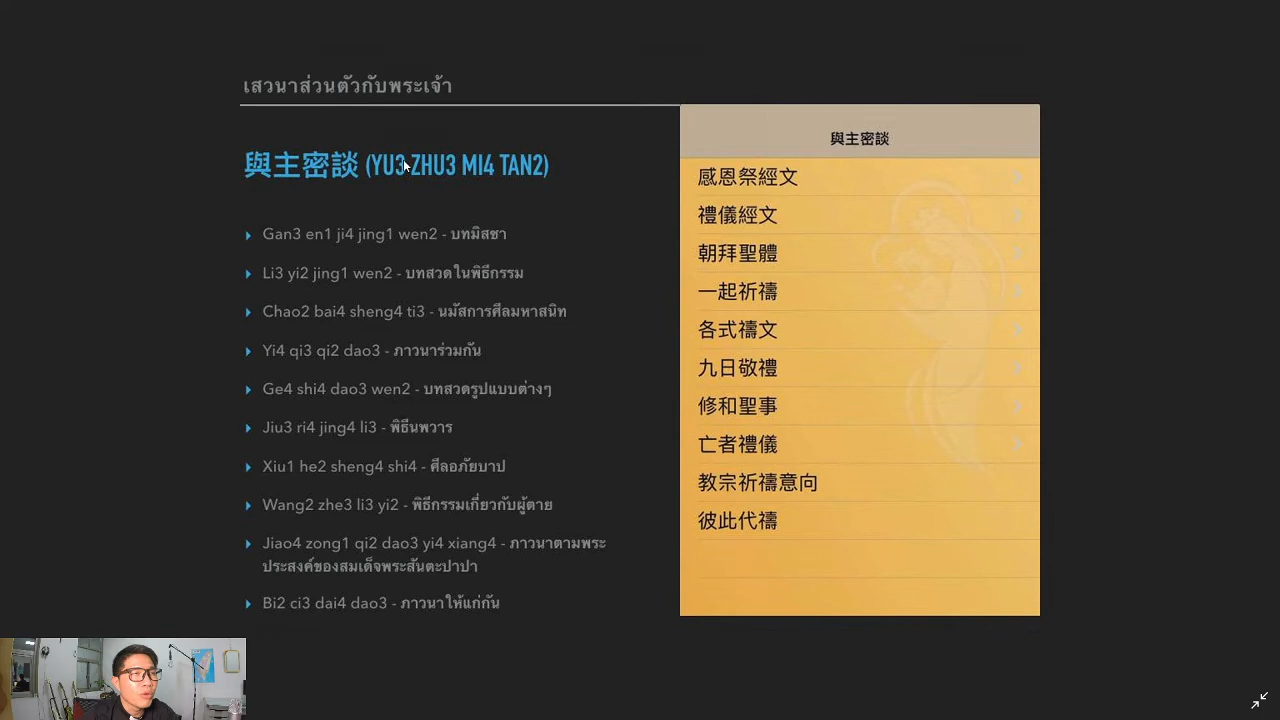 เสวนาส่วนตัวกับพระเจ้า
與主密談 (YU3 ZHU3 MI4 TAN2)
Gan3 en1 ji4 jing1 wen2 - บทมิสซา
Li3 yi2 jing1 wen2 - บทสวดในพิธีกรรม
Chao2 bai4 sheng4 ti3 - นมัสการศีลมหาสนิท
Yi4 qi3 qi2 dao3 - ภาวนาร่วมกัน
Ge4 shi4 dao3 wen2 - บทสวดรูปแบบต่างๆ
Jiu3 ri4 jing4 li3 - พิธีนพวาร
Xiu1 he2 sheng4 shi4 - ศีลอภัยบาป
Wang2 zhe3 li3 yi2 - พิธีกรรมเกี่ยวกับผู้ตาย
Jiao4 zong1 qi2 dao3 yi4 xiang4 - ภาวนาตามพระ
ประสงค์ของสมเด็จพระสันตะปาปา
Bi2 ci3 dai4 dao3 - ภาวนาให้แก่กัน
與主密談
感恩祭經文
禮儀經文
朝拜聖體
一起祈禱
各式禱文
九日敬禮
修和聖事
亡者禮儀
教宗祈禱意向
彼此代禱